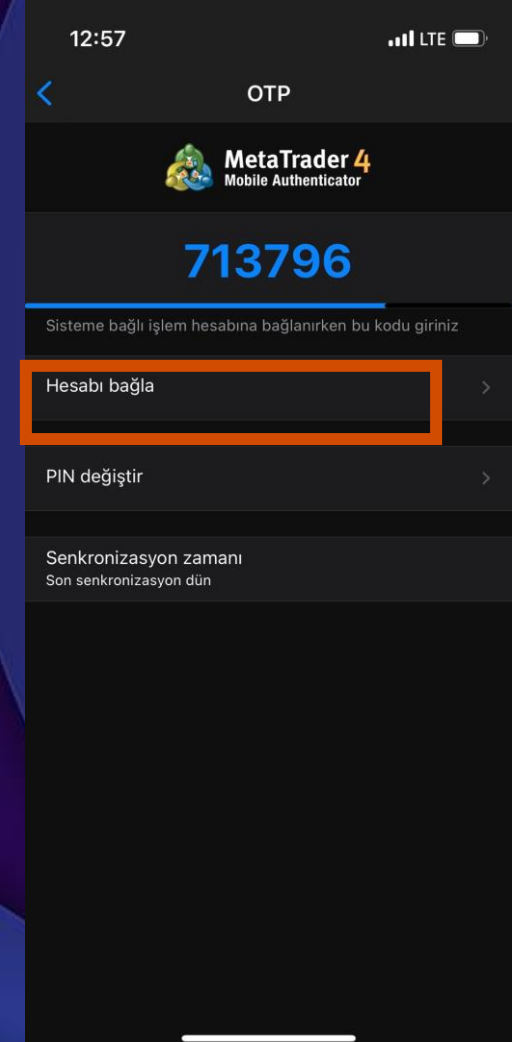 12:57
LTE
OTP
MetaTrader 4
Mobile Authenticator
713796
Sisteme bağlı işlem hesabına bağlanırken bu kodu giriniz
Hesabı bağla
PIN değiştir
Senkronizasyon zamanı
Son senkronizasyon dün